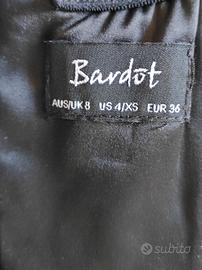 Bardot
AUS/UK 8 US 4/XS EUR 36
subito